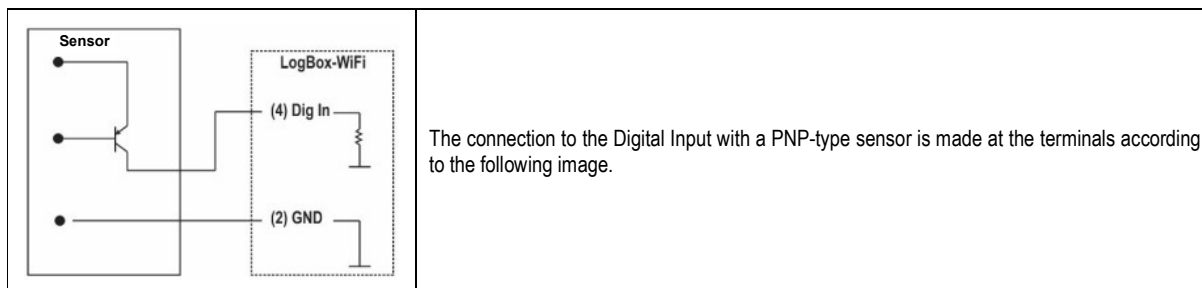 Sensor
LogBox-WiFi
(4) Dig In
(2) GND
The connection to the Digital Input with a PNP-type sensor is made at the terminals according
to the following image.